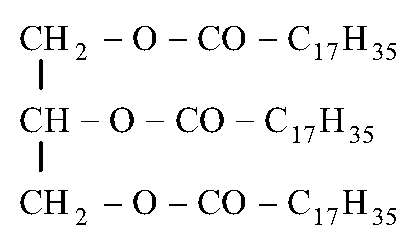 CH₂ – O – CO – C₁₇H₃₅
CH – O – CO – C₁₇H₃₅
CH₂ – O – CO – C₁₇H₃₅